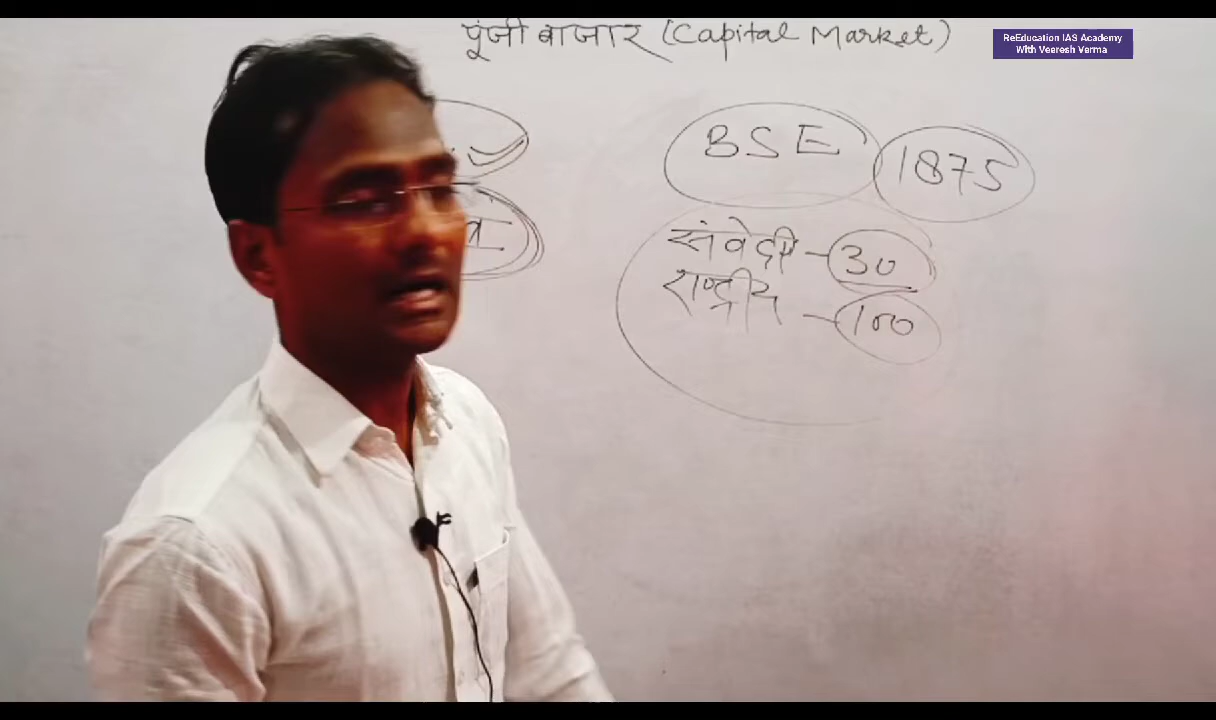 पूंजी बाजार (Capital Market)
ReEducation IAS Academy
With Veeresh Verma
BSE 1875
संवेदी - 30
राष्ट्रीय - 100